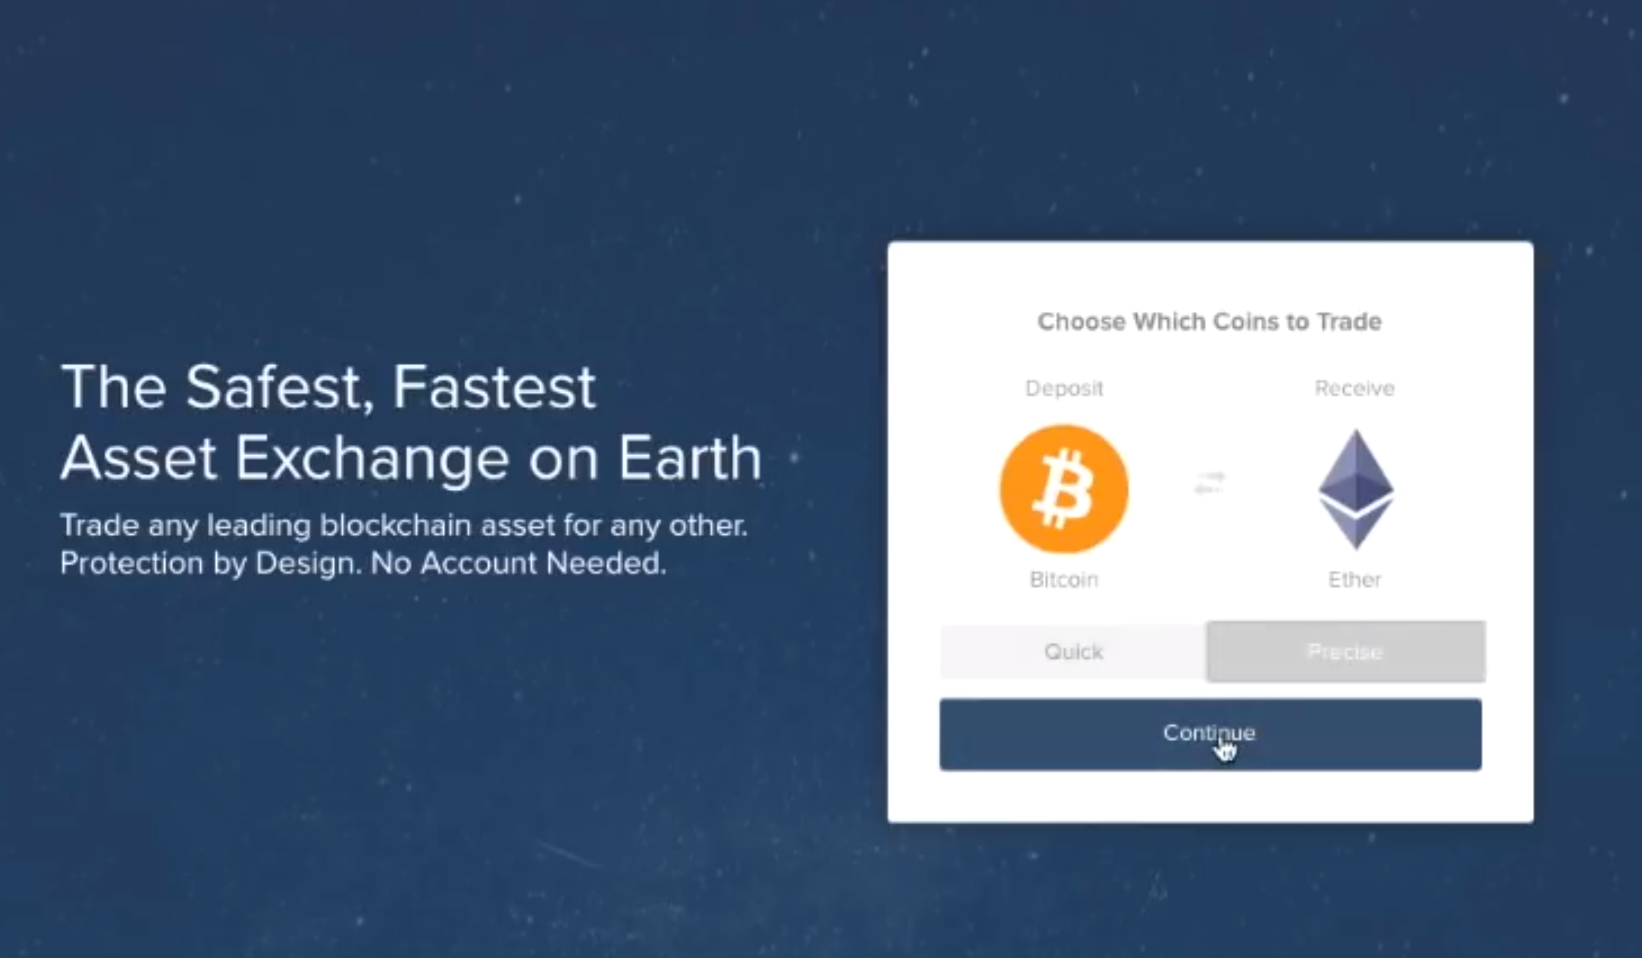 The Safest, Fastest
Asset Exchange on Earth
Trade any leading blockchain asset for any other.
Protection by Design. No Account Needed.
Choose Which Coins to Trade
Deposit
Receive
Bitcoin
Ether
Quick
Precise
Continue